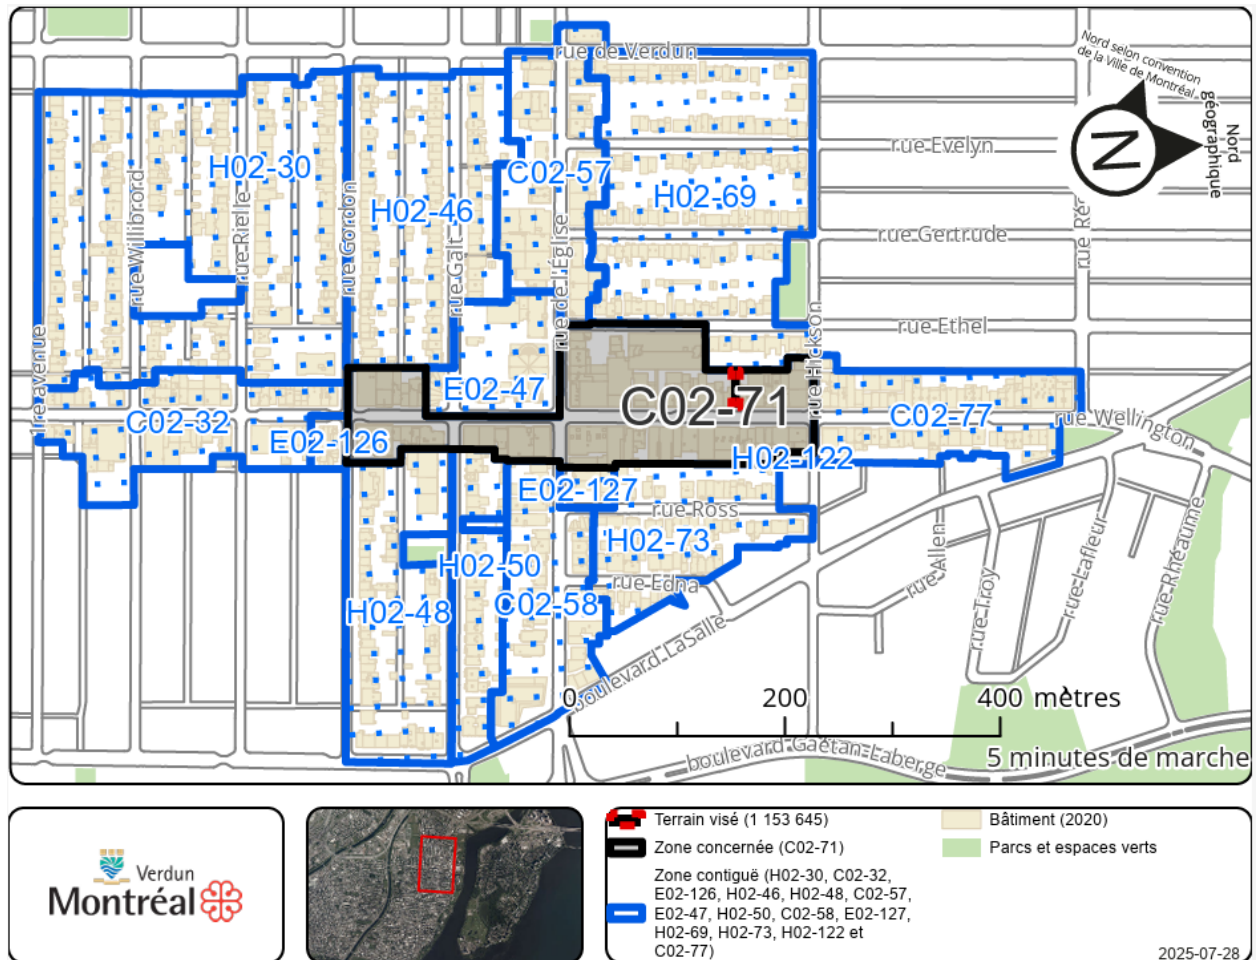 rue de Verdun
Nord selon convention
de la Ville de Montréal
Nord
géographique
N
rue Evelyn
H02-30
C02-57
H02-69
H02-46
rue Willibrord
rue Rielle
rue Gordon
rue Galt
rue de l'Église
rue Gertrude
rue Ethel
rue Hickson
1re avenue
E02-47
C02-71
C02-77
rue Wellington
C02-32
E02-126
H02-122
E02-127
rue Ross
H02-73
H02-50
rue Edna
C02-58
H02-48
rue Allen
rue Troy
rue Lafleur
rue Rhéaume
boulevard LaSalle
0 200 400 mètres
boulevard Gaétan-Laberge
5 minutes de marche
Verdun
Montréal
Terrain visé (1 153 645)
Zone concernée (C02-71)
Zone contiguë (H02-30, C02-32,
E02-126, H02-46, H02-48, C02-57,
E02-47, H02-50, C02-58, E02-127,
H02-69, H02-73, H02-122 et
C02-77)
Bâtiment (2020)
Parcs et espaces verts
2025-07-28